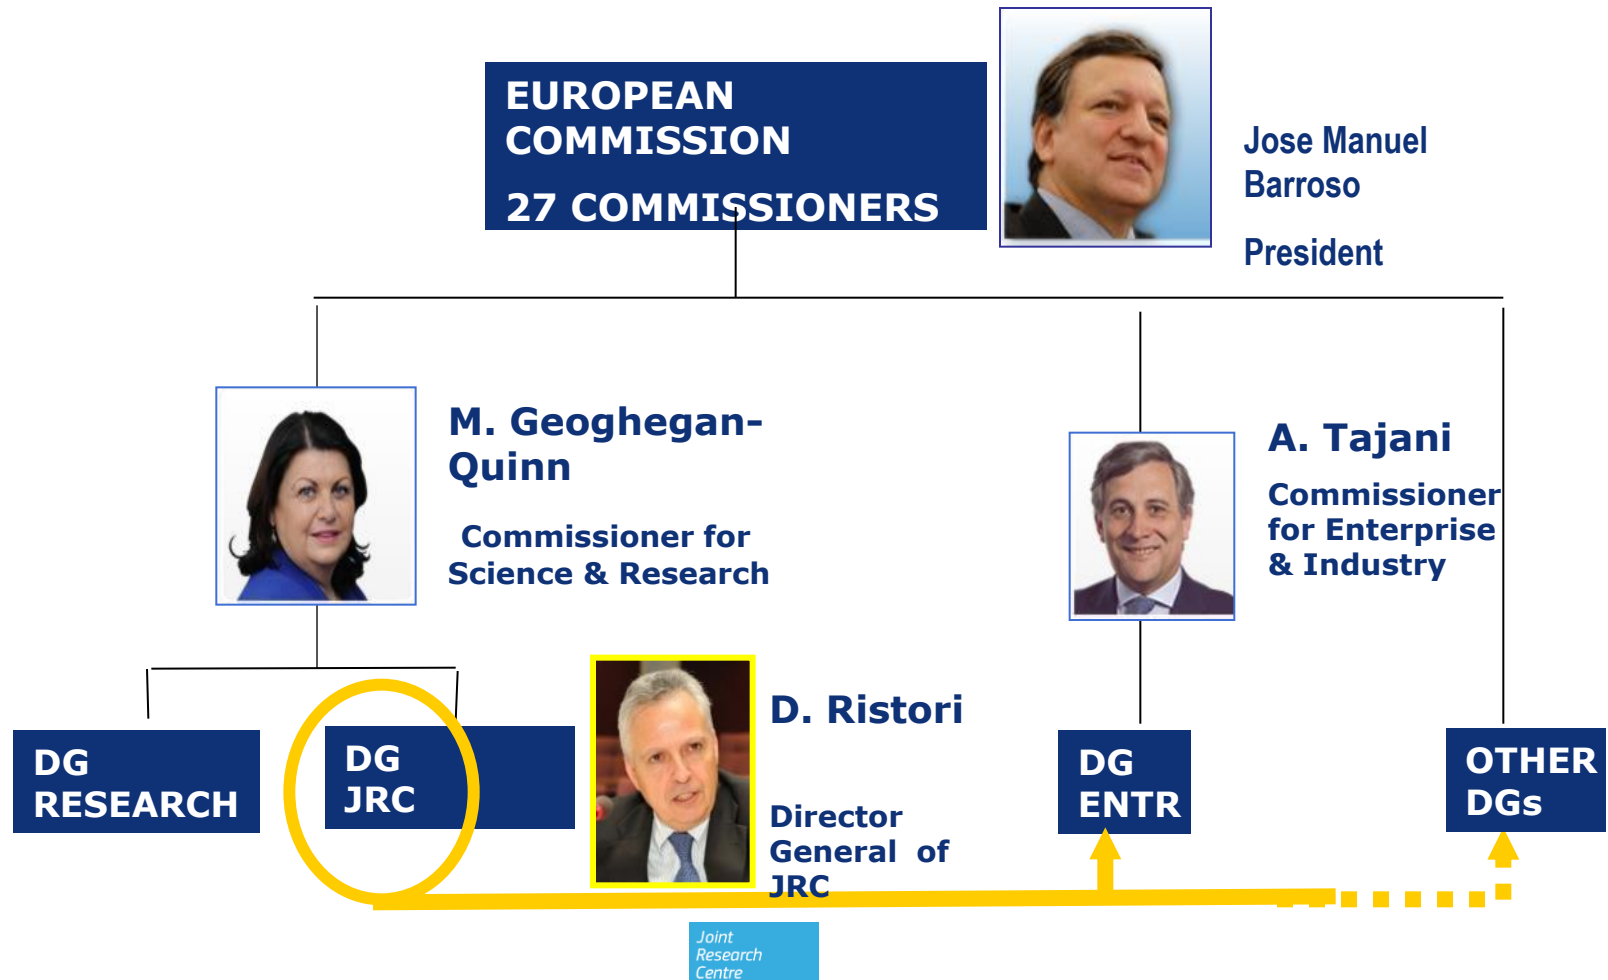 EUROPEAN
COMMISSION
27 COMMISSIONERS
Jose Manuel
Barroso
President
M. Geoghegan-
Quinn
Commissioner for
Science & Research
A. Tajani
Commissioner
for Enterprise
& Industry
DG
RESEARCH
DG
JRC
D. Ristori
Director
General of
JRC
DG
ENTR
OTHER
DGs
Joint
Research
Centre